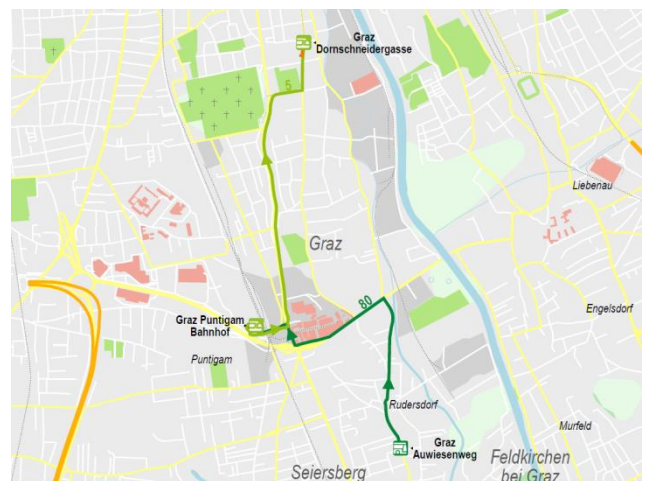 Graz
Dornschneidergasse
5
Liebenau
Graz
80
Engelsdorf
Graz Puntigam
Bahnhof
Puntigam
Rudersdorf
Murfeld
Graz
Auwiesenweg
Seiersberg
Feldkirchen
bei Graz